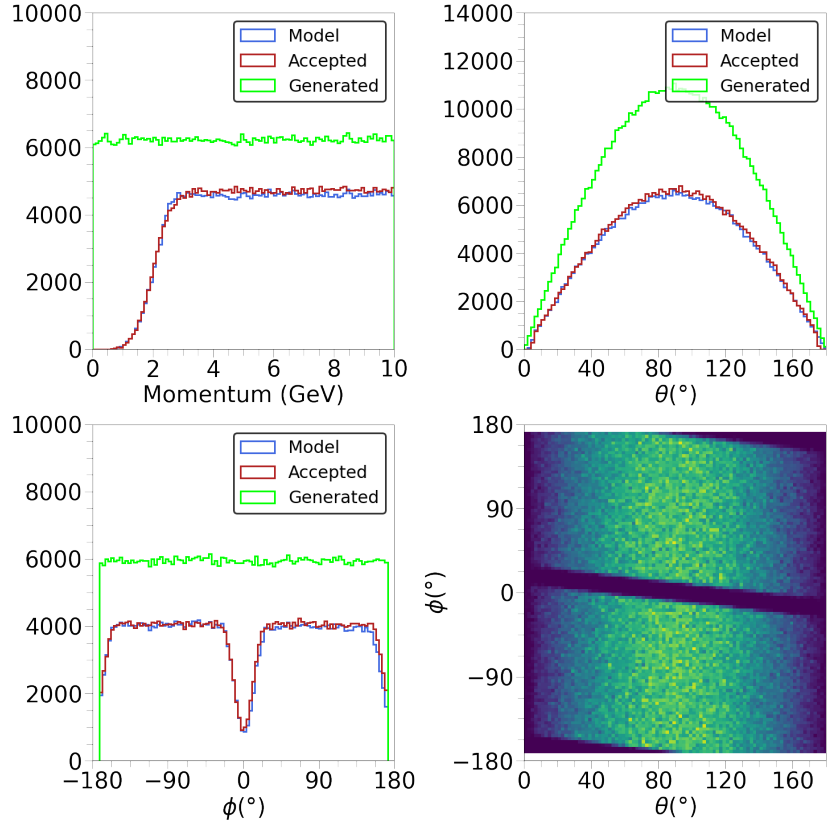 10000
8000
6000
4000
2000
0
0 2 4 6 8 10
Momentum (GeV)
Model
Accepted
Generated
14000
12000
10000
8000
6000
4000
2000
0
0 40 80 120 160
θ(°)
Model
Accepted
Generated
10000
8000
6000
4000
2000
0
−180 −90 0 90 180
ϕ(°)
Model
Accepted
Generated
180
90
0
−90
−180
ϕ(°)
0 40 80 120 160
θ(°)